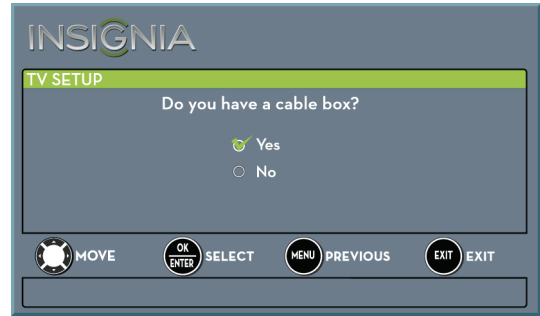 INSIGNIA
TV SETUP
Do you have a cable box?
Yes
No
MOVE OK ENTER SELECT MENU PREVIOUS EXIT EXIT